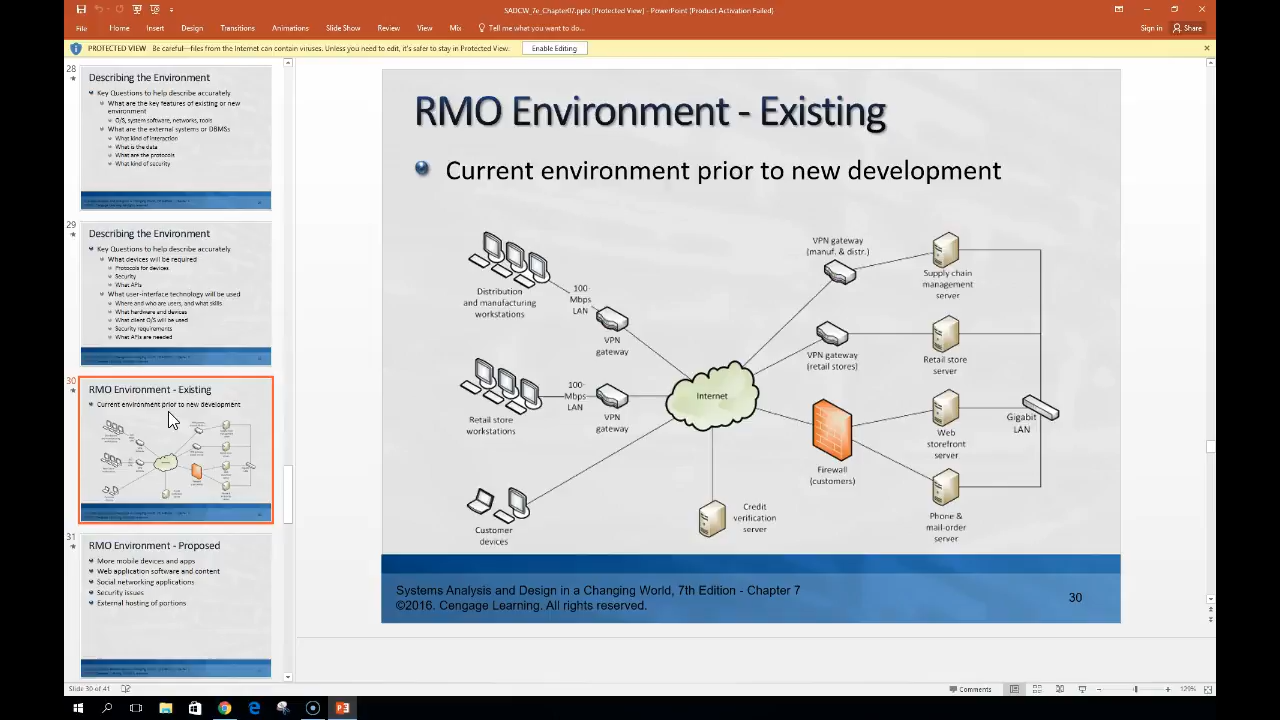 SADCW_7e_Chapter07.pptx [Protected View] - PowerPoint (Product Activation Failed)
File Home Insert Design Transitions Animations Slide Show Review View Mix Tell me what you want to do... Sign in Share
PROTECTED VIEW Be careful—files from the Internet can contain viruses. Unless you need to edit, it's safer to stay in Protected View. Enable Editing
28
Describing the Environment
Key Questions to help describe accurately
What are the key features of existing or new
environment
O/S, system software, networks, tools
What are the external systems or DBMSs
What kind of interaction
What is the data
What are the protocols
What kind of security
29
Describing the Environment
Key Questions to help describe accurately
What devices will be required
Protocols for devices
Security
What APIs
What user-interface technology will be used
Where and who are users, and what skills
What hardware and devices
What client O/S will be used
Security requirements
What APIs are needed
30
RMO Environment - Existing
Current environment prior to new development
31
RMO Environment - Proposed
More mobile devices and apps
Web application software and content
Social networking applications
Security issues
External hosting of portions
RMO Environment - Existing
Current environment prior to new development
Distribution
and manufacturing
workstations
100-
Mbps
LAN
VPN
gateway
Retail store
workstations
100-
Mbps
LAN
VPN
gateway
Customer
devices
Internet
Credit
verification
server
VPN gateway
(manuf. & distr.)
Supply chain
management
server
VPN gateway
(retail stores)
Retail store
server
Firewall
(customers)
Web
storefront
server
Phone &
mail-order
server
Gigabit
LAN
Systems Analysis and Design in a Changing World, 7th Edition - Chapter 7
©2016. Cengage Learning. All rights reserved.
30
Slide 30 of 41 Comments 129%